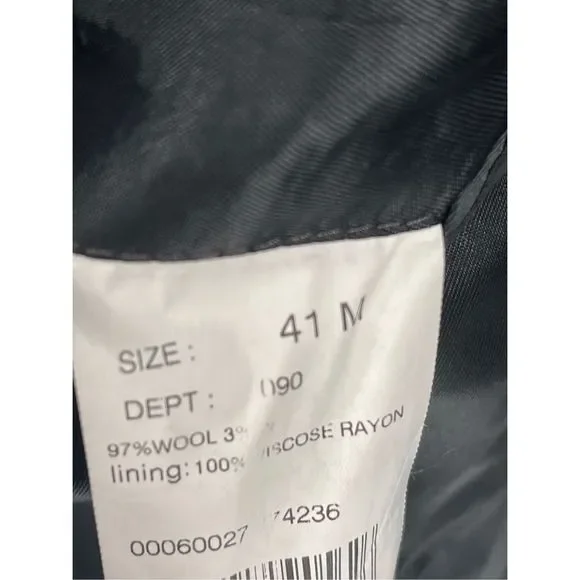 SIZE : 41 M
DEPT : 090
97%WOOL 3%
lining:100% VISCOSE RAYON
00060027 74236